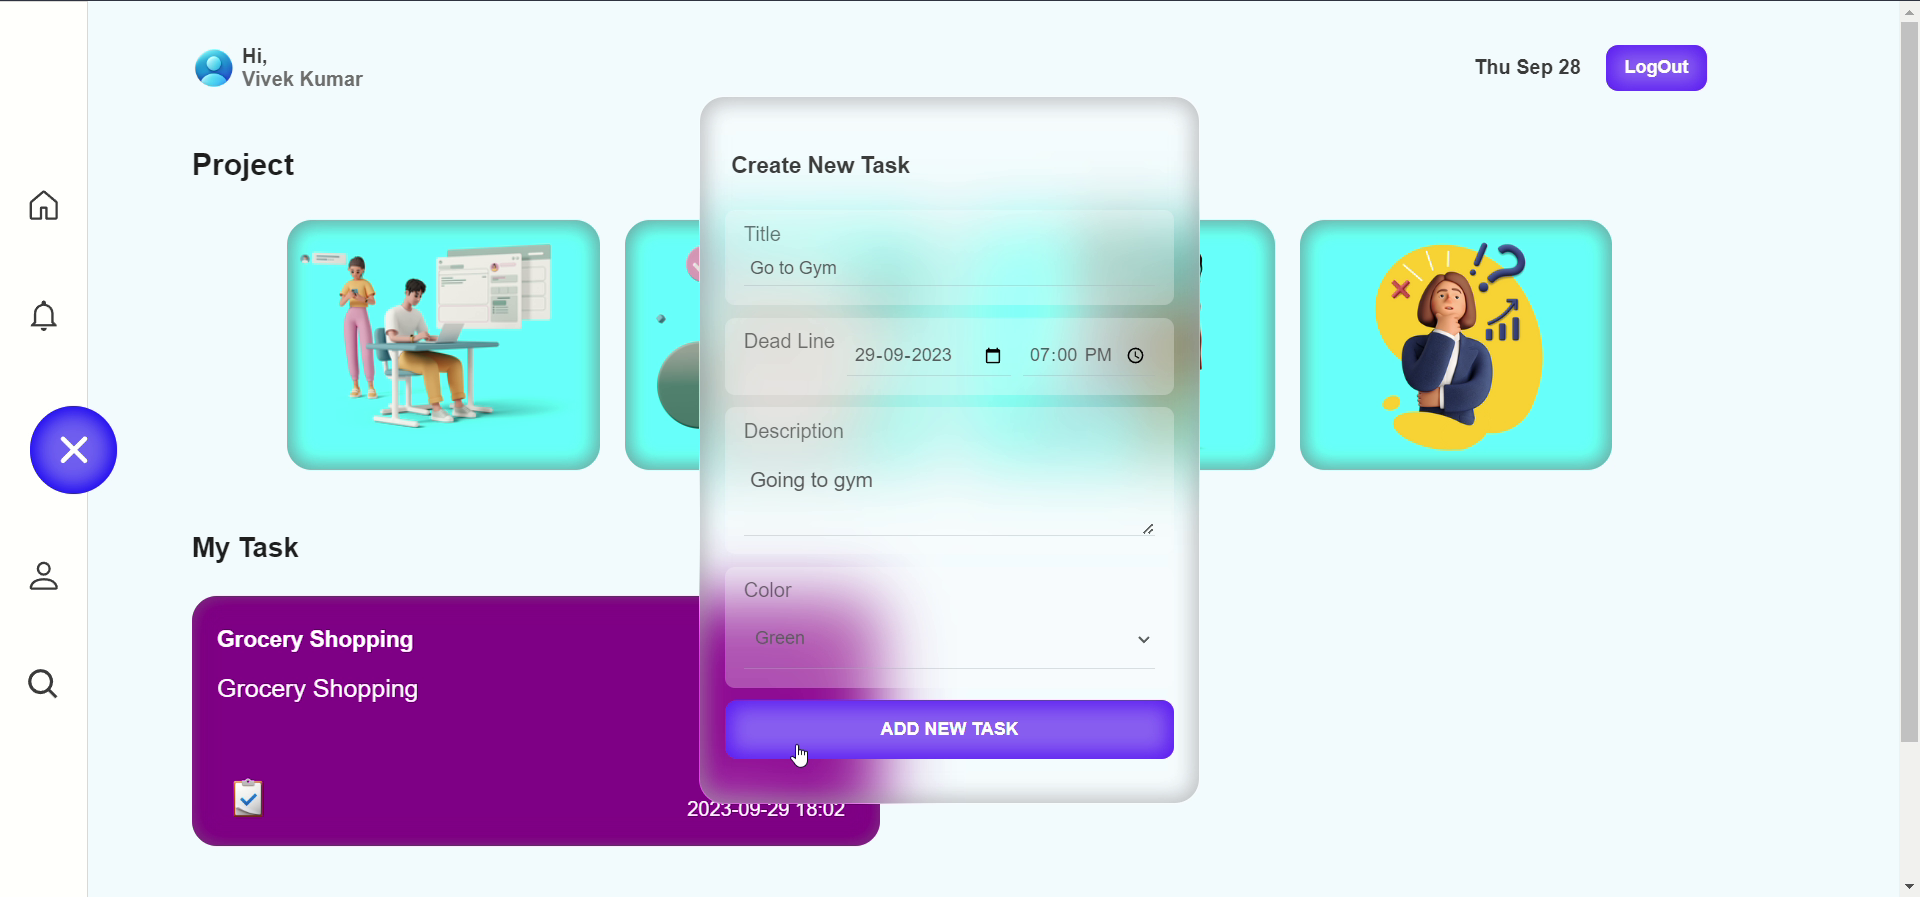 Hi,
Vivek Kumar
Thu Sep 28
LogOut
Project
Create New Task
Title
Go to Gym
Dead Line
29-09-2023
07:00 PM
Description
Going to gym
Color
Green
ADD NEW TASK
My Task
Grocery Shopping
Grocery Shopping
2023-09-29 18:02